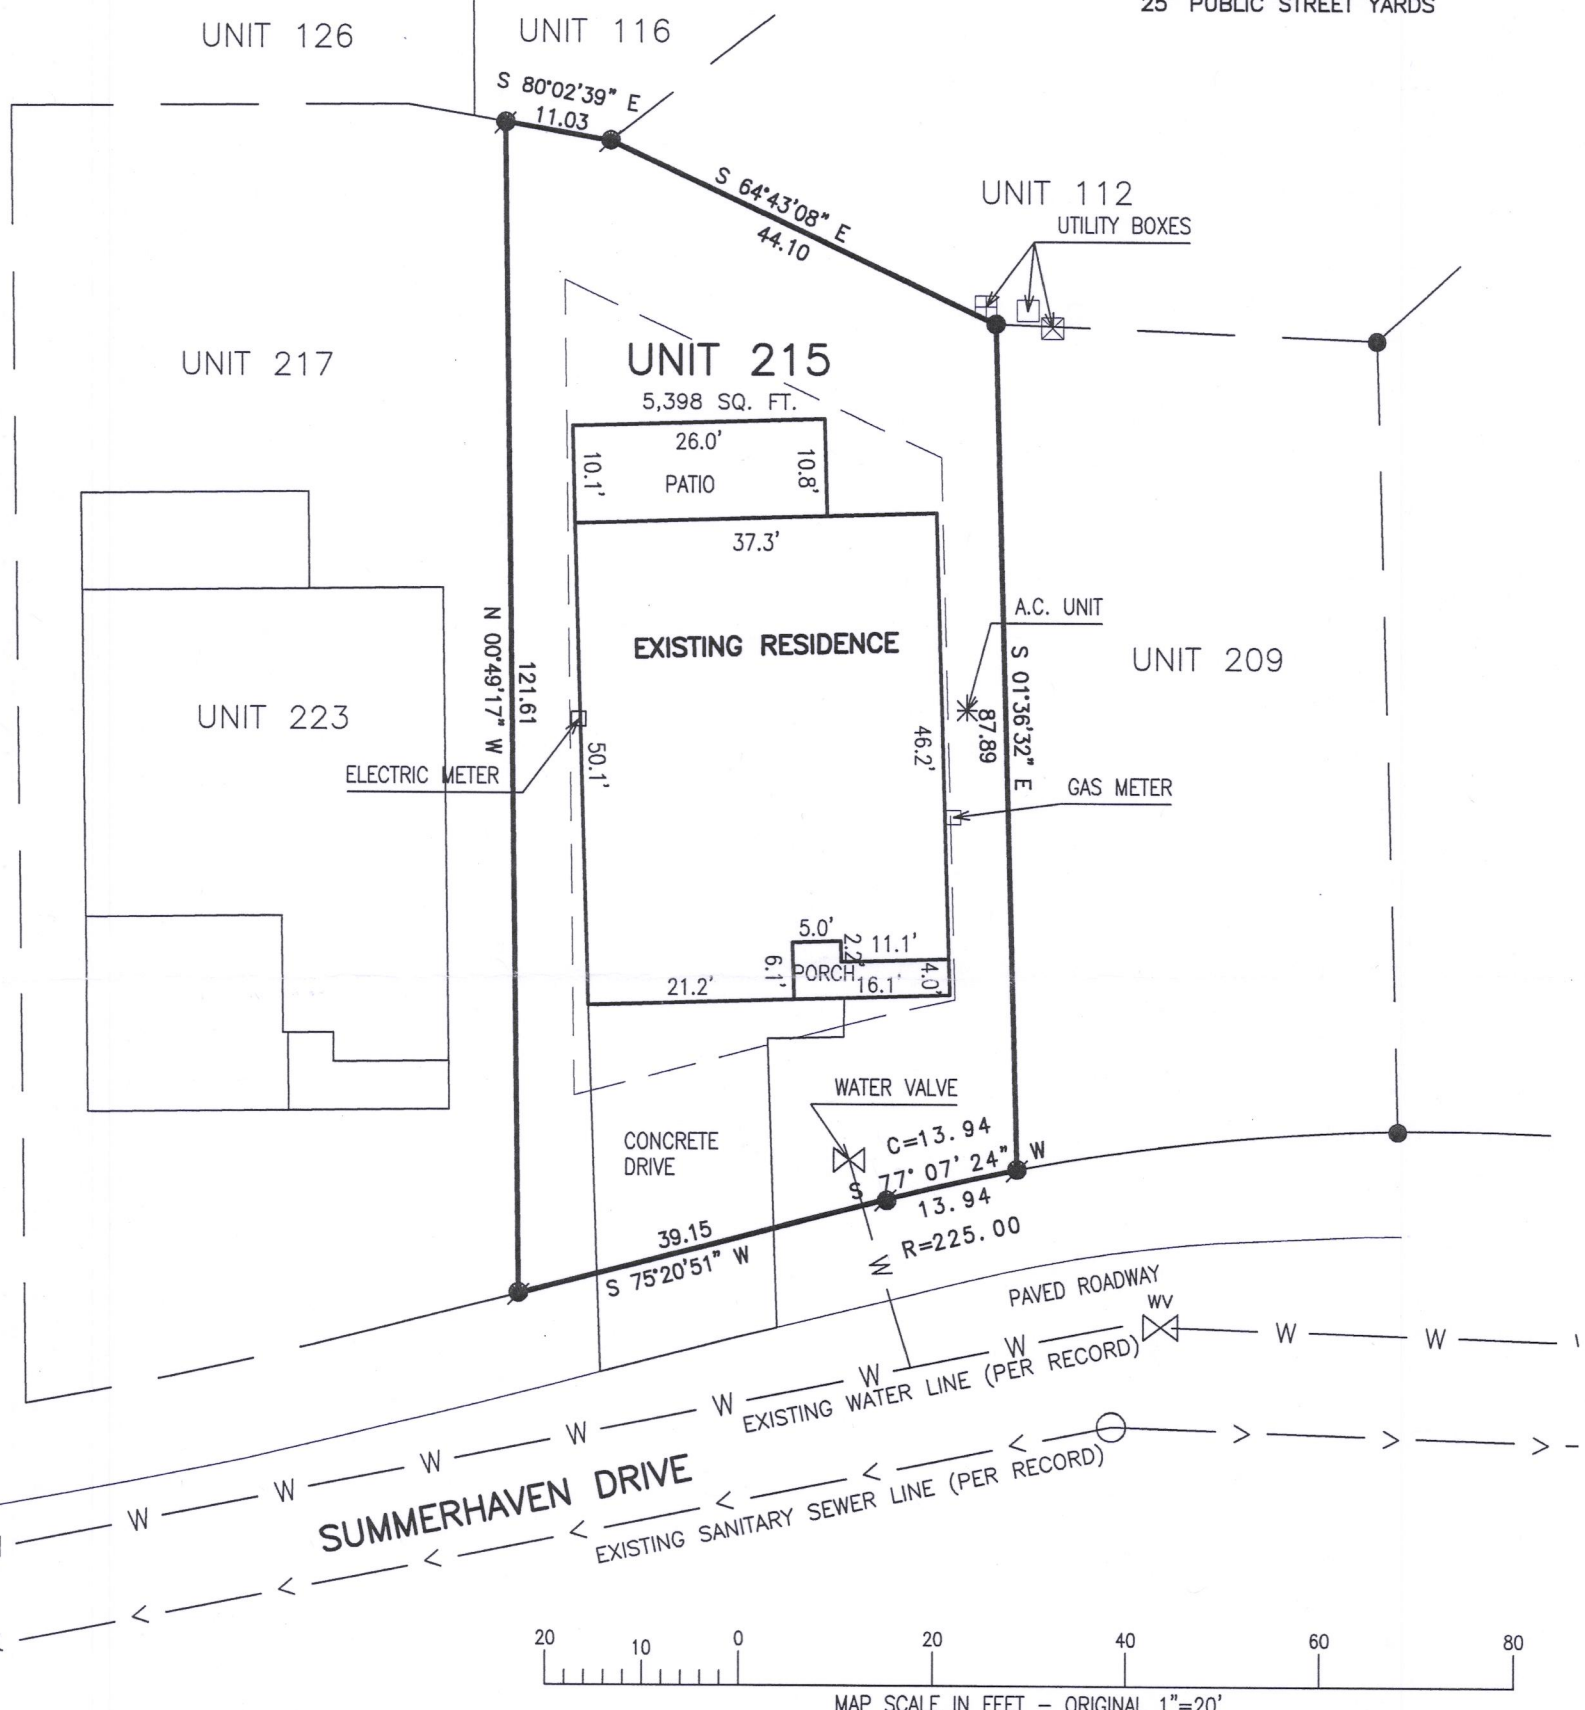 25' PUBLIC STREET YARDS
UNIT 126
UNIT 116
S 80°02'39" E
11.03
S 64°43'08" E
44.10
UNIT 112
UTILITY BOXES
UNIT 217
UNIT 215
5,398 SQ. FT.
26.0'
10.1'
10.8'
PATIO
37.3'
A.C. UNIT
EXISTING RESIDENCE
N 00°49'17" W
121.61
S 01°36'32" E
87.89
UNIT 209
UNIT 223
ELECTRIC METER
50.1'
46.2'
GAS METER
5.0'
2.2'
11.1'
6.1'
PORCH
4.0'
21.2'
16.1'
WATER VALVE
CONCRETE
DRIVE
C=13.94
S 77° 07' 24" W
13.94
R=225.00
39.15
S 75°20'51" W
W
PAVED ROADWAY
WV
W W W W W W W W W
EXISTING WATER LINE (PER RECORD)
SUMMERHAVEN DRIVE
EXISTING SANITARY SEWER LINE (PER RECORD)
20 10 0 20 40 60 80
MAP SCALE IN FEET – ORIGINAL 1"=20'